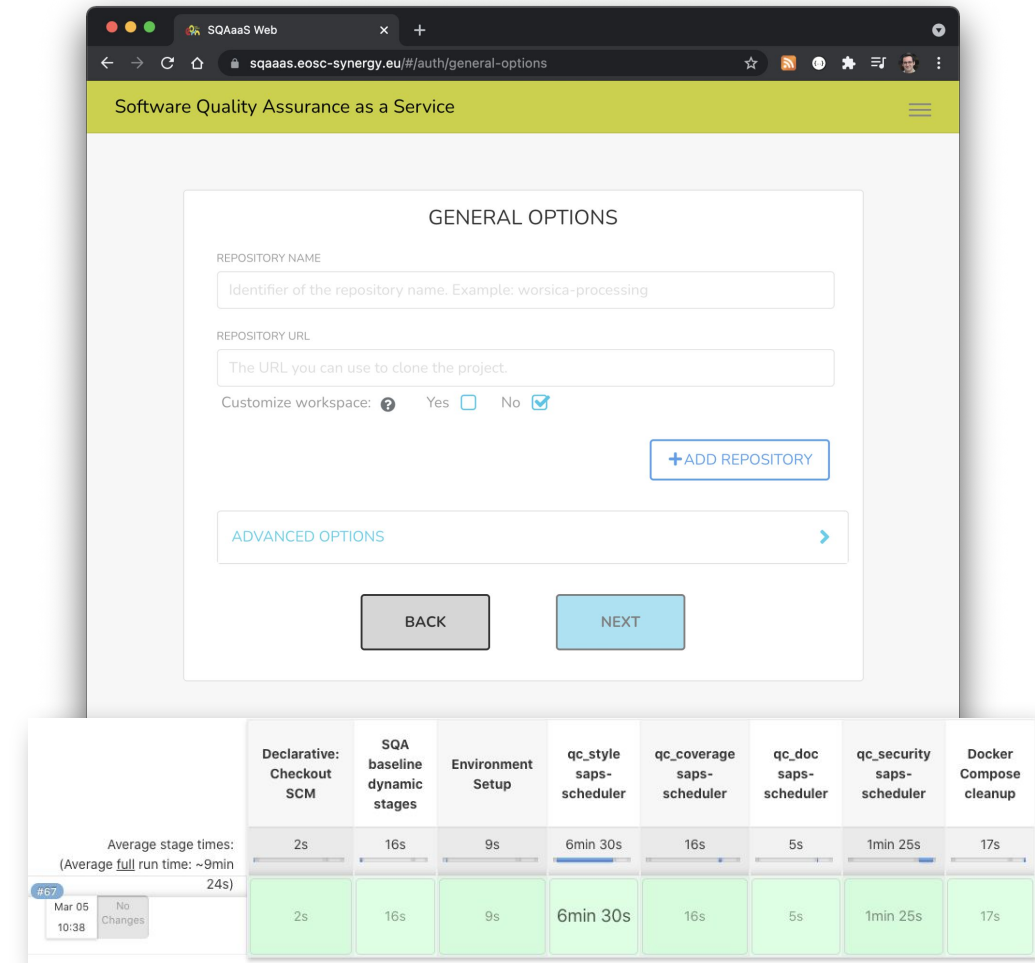 SQAaaS Web
sqaaas.eosc-synergy.eu/#/auth/general-options
Software Quality Assurance as a Service
GENERAL OPTIONS
REPOSITORY NAME
Identifier of the repository name. Example: worsica-processing
REPOSITORY URL
The URL you can use to clone the project.
Customize workspace: Yes No
ADD REPOSITORY
ADVANCED OPTIONS
BACK NEXT
Declarative: Checkout SCM
SQA baseline dynamic stages
Environment Setup
qc_style saps-scheduler
qc_coverage saps-scheduler
qc_doc saps-scheduler
qc_security saps-scheduler
Docker Compose cleanup
Average stage times: 2s 16s 9s 6min 30s 16s 5s 1min 25s 17s
(Average full run time: ~9min
24s)
#67
Mar 05
10:38
No
Changes
2s 16s 9s 6min 30s 16s 5s 1min 25s 17s